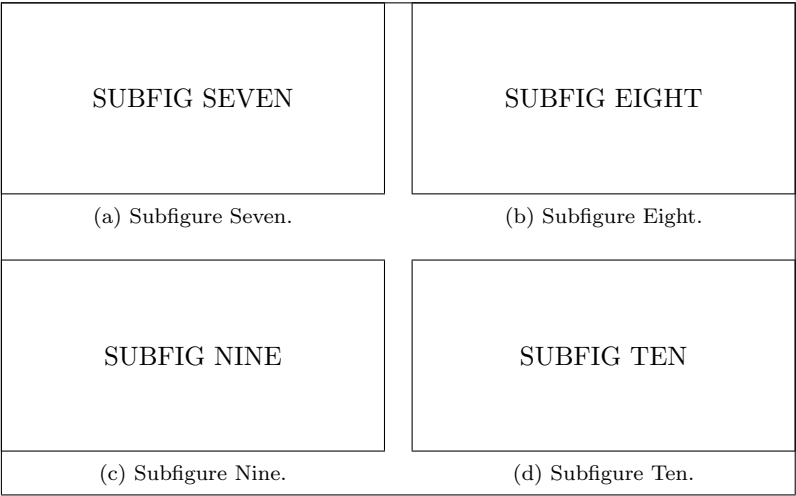 SUBFIG SEVEN
SUBFIG EIGHT
(a) Subfigure Seven.
(b) Subfigure Eight.
SUBFIG NINE
SUBFIG TEN
(c) Subfigure Nine.
(d) Subfigure Ten.